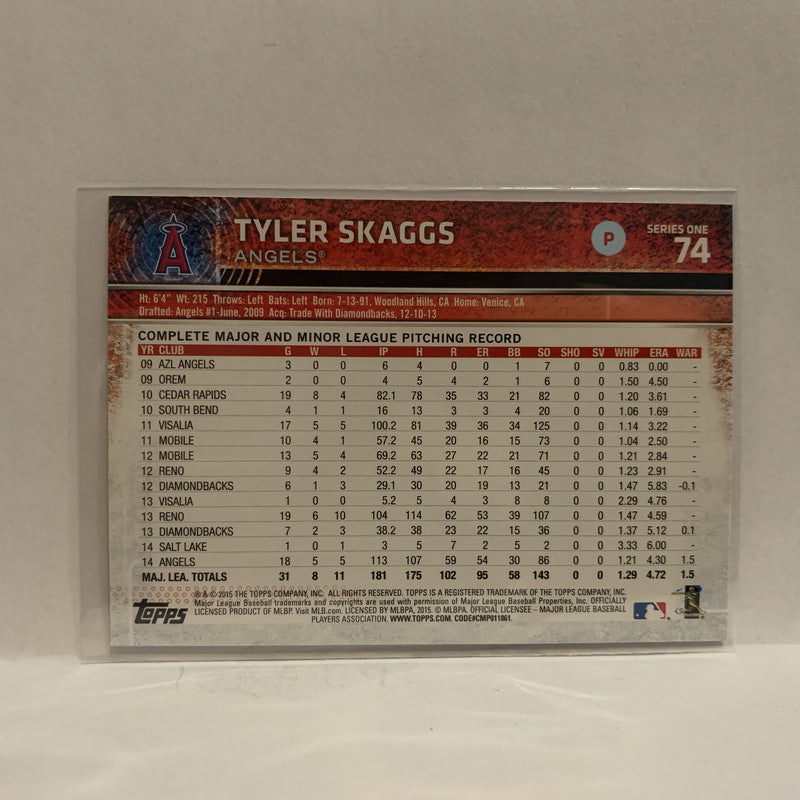 A
TYLER SKAGGS
ANGELS®
P
SERIES ONE
74
Ht: 6'4" Wt: 215 Throws: Left Bats: Left Born: 7-13-91, Woodland Hills, CA Home: Venice, CA
Drafted: Angels #1-June, 2009 Acq: Trade With Diamondbacks, 12-10-13
COMPLETE MAJOR AND MINOR LEAGUE PITCHING RECORD
YR CLUB G W L IP H R ER BB SO SHO SV WHIP ERA WAR
09 AZL ANGELS 3 0 0 6 4 0 0 1 7 0 0 0.83 0.00 -
09 OREM 2 0 0 4 5 4 2 1 6 0 0 1.50 4.50 -
10 CEDAR RAPIDS 19 8 4 82.1 78 35 33 21 82 0 0 1.20 3.61 -
10 SOUTH BEND 4 1 1 16 13 3 3 4 20 0 0 1.06 1.69 -
11 VISALIA 17 5 5 100.2 81 39 36 34 125 0 0 1.14 3.22 -
11 MOBILE 10 4 1 57.2 45 20 16 15 73 0 0 1.04 2.50 -
12 MOBILE 13 5 4 69.2 63 27 22 21 71 0 0 1.21 2.84 -
12 RENO 9 4 2 52.2 49 22 17 16 45 0 0 1.23 2.91 -
12 DIAMONDBACKS 6 1 3 29.1 30 20 19 13 21 0 0 1.47 5.83 -0.1
13 VISALIA 1 0 0 5.2 5 4 3 8 8 0 0 2.29 4.76 -
13 RENO 19 6 10 104 114 62 53 39 107 0 0 1.47 4.59 -
13 DIAMONDBACKS 7 2 3 38.2 38 23 22 15 36 0 0 1.37 5.12 0.1
14 SALT LAKE 1 0 1 3 5 7 2 5 2 0 0 3.33 6.00 -
14 ANGELS 18 5 5 113 107 59 54 30 86 0 0 1.21 4.30 1.5
MAJ. LEA. TOTALS 31 8 11 181 175 102 95 58 143 0 0 1.29 4.72 1.5
Topps
® & © 2015 THE TOPPS COMPANY, INC. ALL RIGHTS RESERVED. TOPPS IS A REGISTERED TRADEMARK OF THE TOPPS COMPANY, INC.
Major League Baseball trademarks and copyrights are used with permission of Major League Baseball Properties, Inc. OFFICIALLY
LICENSED PRODUCT OF MLBP. Visit MLB.com. LICENSED BY MLBPA, 2015. © MLBPA. OFFICIAL LICENSEE – MAJOR LEAGUE BASEBALL
PLAYERS ASSOCIATION. WWW.TOPPS.COM. CODE#CMP011861.